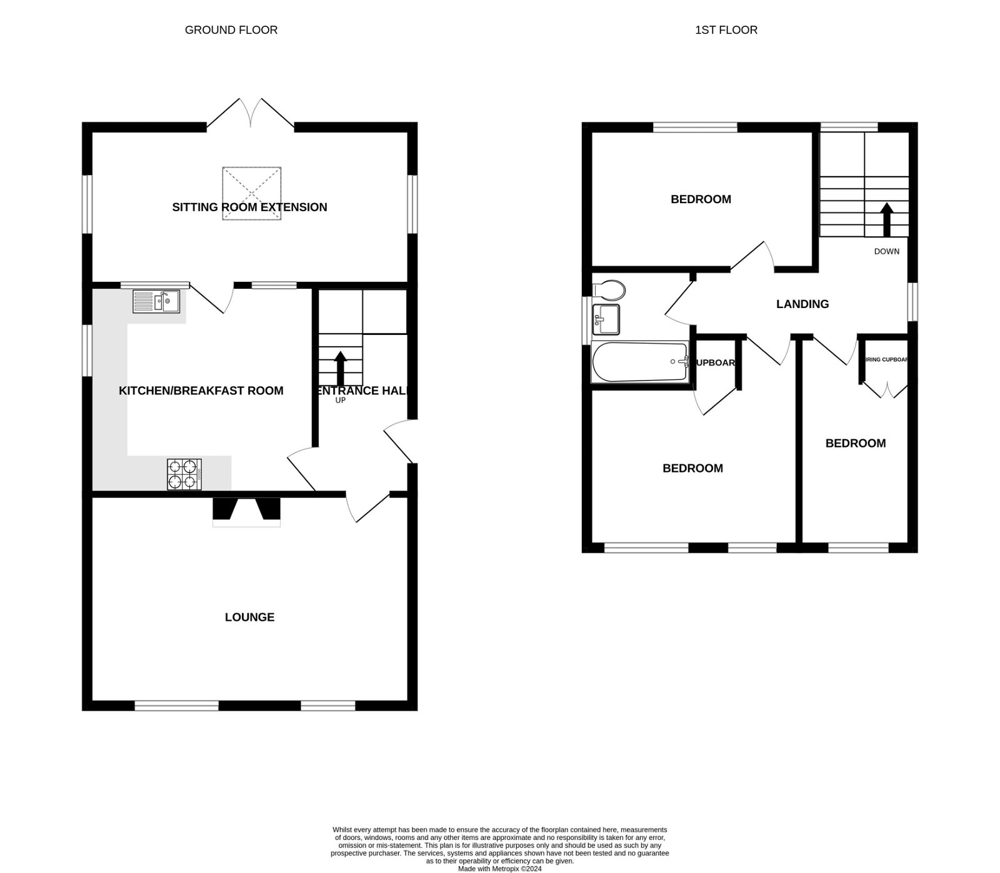 GROUND FLOOR
1ST FLOOR
SITTING ROOM EXTENSION
KITCHEN/BREAKFAST ROOM
ENTRANCE HALL
UP
LOUNGE
BEDROOM
DOWN
LANDING
UPBOAR
IRING CUPBOAR
BEDROOM
BEDROOM
Whilst every attempt has been made to ensure the accuracy of the floorplan contained here, measurements
of doors, windows, rooms and any other items are approximate and no responsibility is taken for any error,
omission or mis-statement. This plan is for illustrative purposes only and should be used as such by any
prospective purchaser. The services, systems and appliances shown have not been tested and no guarantee
as to their operability or efficiency can be given.
Made with Metropix ©2024